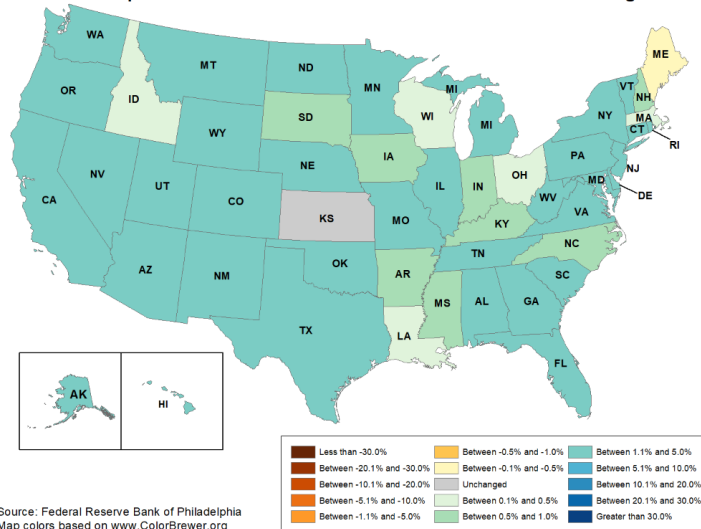 WA
MT
ND
MN
OR
ID
SD
WI
MI
MI
ME
VT
NH
NY
MA
CT
RI
WY
IA
NE
PA
NJ
NV
UT
CO
IL
IN
OH
MD
DE
WV
VA
CA
KS
MO
KY
NC
AZ
NM
OK
AR
TN
SC
TX
MS
AL
GA
LA
FL
AK
HI
Less than -30.0%
Between -20.1% and -30.0%
Between -10.1% and -20.0%
Between -5.1% and -10.0%
Between -1.1% and -5.0%
Between -0.5% and -1.0%
Between -0.1% and -0.5%
Unchanged
Between 0.1% and 0.5%
Between 0.5% and 1.0%
Between 1.1% and 5.0%
Between 5.1% and 10.0%
Between 10.1% and 20.0%
Between 20.1% and 30.0%
Greater than 30.0%
Source: Federal Reserve Bank of Philadelphia
Map colors based on www.ColorBrewer.org